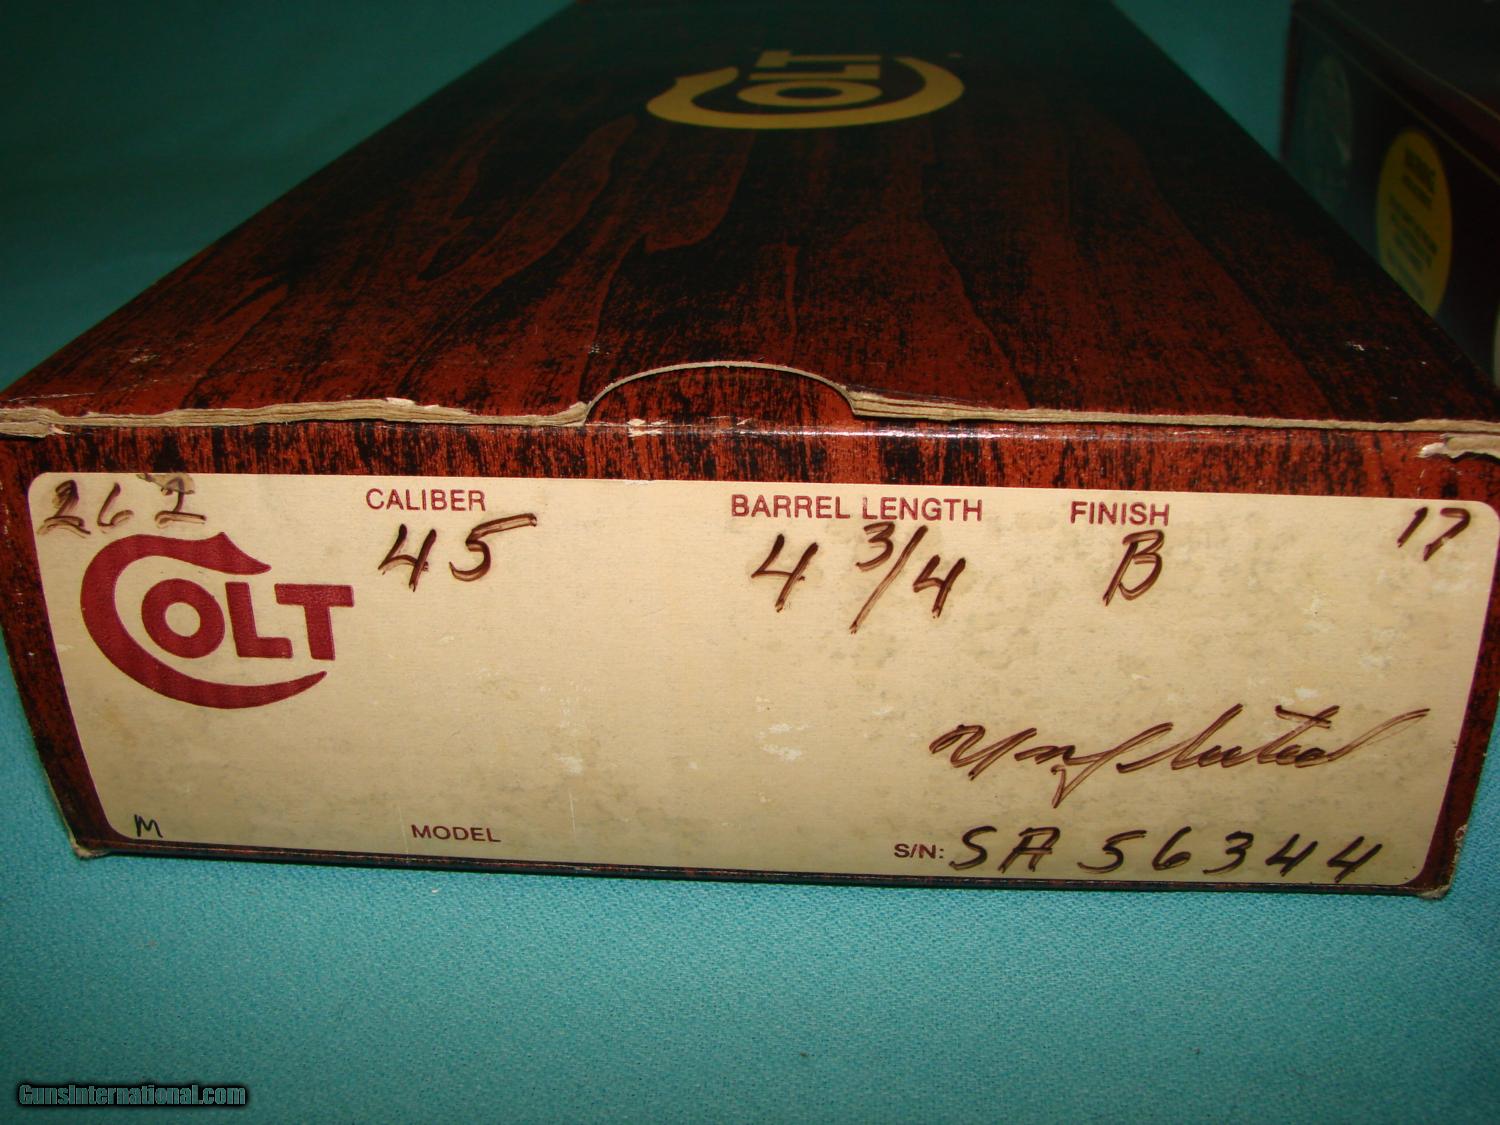 COLT
262
CALIBER BARREL LENGTH FINISH 17
45 4 3/4 B
COLT
Unfluted
M
MODEL
S/N: SA 56344
GunsInternational.com